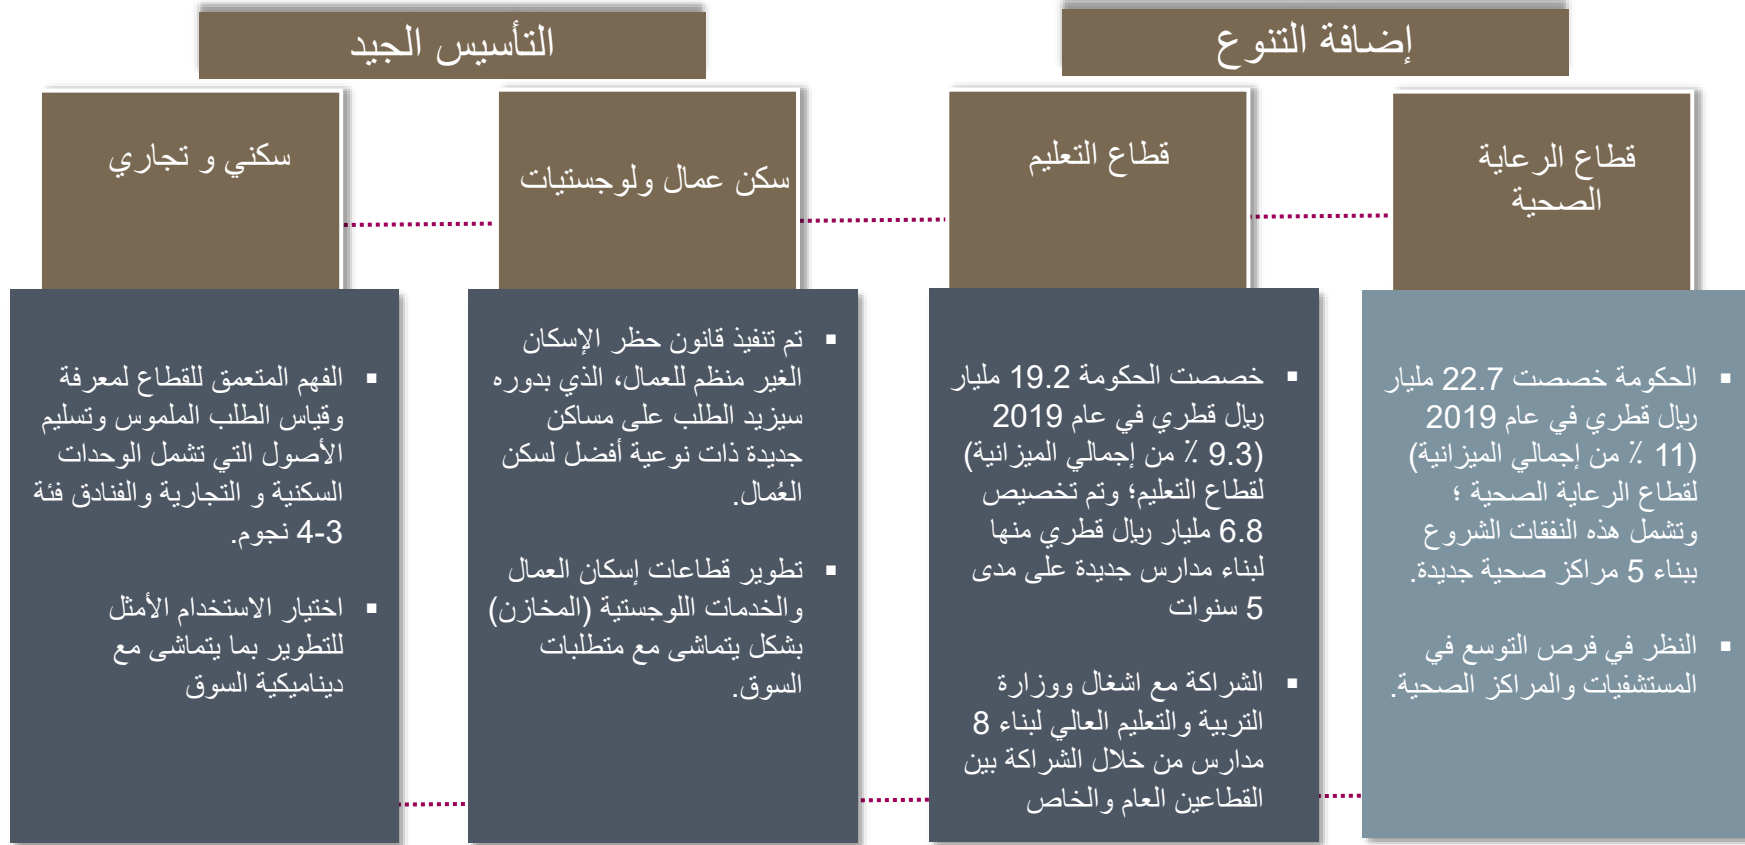 إضافة التنوع
قطاع الرعاية
الصحية
▪ الحكومة خصصت 22.7 مليار
ريال قطري في عام 2019
(11 ٪ من إجمالي الميزانية)
لقطاع الرعاية الصحية ؛
وتشمل هذه النفقات الشروع
ببناء 5 مراكز صحية جديدة.
▪ النظر في فرص التوسع في
المستشفيات والمراكز الصحية.
قطاع التعليم
▪ خصصت الحكومة 19.2 مليار
ريال قطري في عام 2019
(9.3 ٪ من إجمالي الميزانية)
لقطاع التعليم؛ وتم تخصيص
6.8 مليار ريال قطري منها
لبناء مدارس جديدة على مدى
5 سنوات
▪ الشراكة مع اشغال ووزارة
التربية والتعليم العالي لبناء 8
مدارس من خلال الشراكة بين
القطاعين العام والخاص
التأسيس الجيد
سكن عمال ولوجستيات
▪ تم تنفيذ قانون حظر الإسكان
الغير منظم للعمال، الذي بدوره
سيزيد الطلب على مساكن
جديدة ذات نوعية أفضل لسكن
العُمال.
▪ تطوير قطاعات إسكان العمال
والخدمات اللوجستية (المخازن)
بشكل يتماشى مع متطلبات
السوق.
سكني و تجاري
▪ الفهم المتعمق للقطاع لمعرفة
وقياس الطلب الملموس وتسليم
الأصول التي تشمل الوحدات
السكنية و التجارية والفنادق فئة
3-4 نجوم.
▪ اختيار الاستخدام الأمثل
للتطوير بما يتماشى مع
ديناميكية السوق